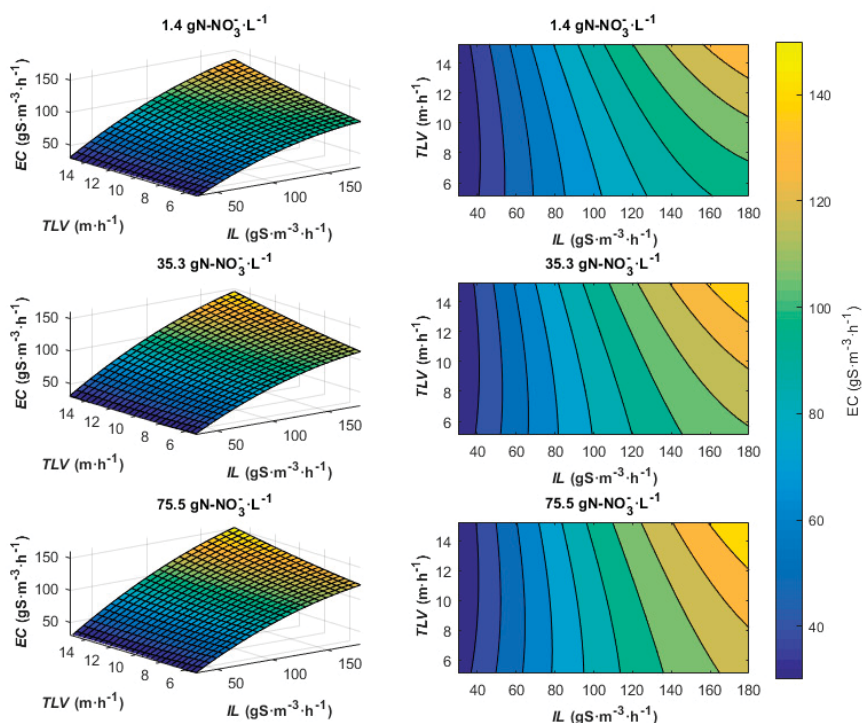 1.4 gN-NO₃⁻·L⁻¹
150
100
50
EC (gS·m⁻³·h⁻¹)
14 12 10 8 6
TLV (m·h⁻¹)
50 100 150
IL (gS·m⁻³·h⁻¹)
1.4 gN-NO₃⁻·L⁻¹
14
12
10
8
6
TLV (m·h⁻¹)
40 60 80 100 120 140 160 180
IL (gS·m⁻³·h⁻¹)
35.3 gN-NO₃⁻·L⁻¹
150
100
50
EC (gS·m⁻³·h⁻¹)
14 12 10 8 6
TLV (m·h⁻¹)
50 100 150
IL (gS·m⁻³·h⁻¹)
35.3 gN-NO₃⁻·L⁻¹
14
12
10
8
6
TLV (m·h⁻¹)
40 60 80 100 120 140 160 180
IL (gS·m⁻³·h⁻¹)
75.5 gN-NO₃⁻·L⁻¹
150
100
50
EC (gS·m⁻³·h⁻¹)
14 12 10 8 6
TLV (m·h⁻¹)
50 100 150
IL (gS·m⁻³·h⁻¹)
75.5 gN-NO₃⁻·L⁻¹
14
12
10
8
6
TLV (m·h⁻¹)
40 60 80 100 120 140 160 180
IL (gS·m⁻³·h⁻¹)
140
120
100
80
60
40
EC (gS·m⁻³·h⁻¹)